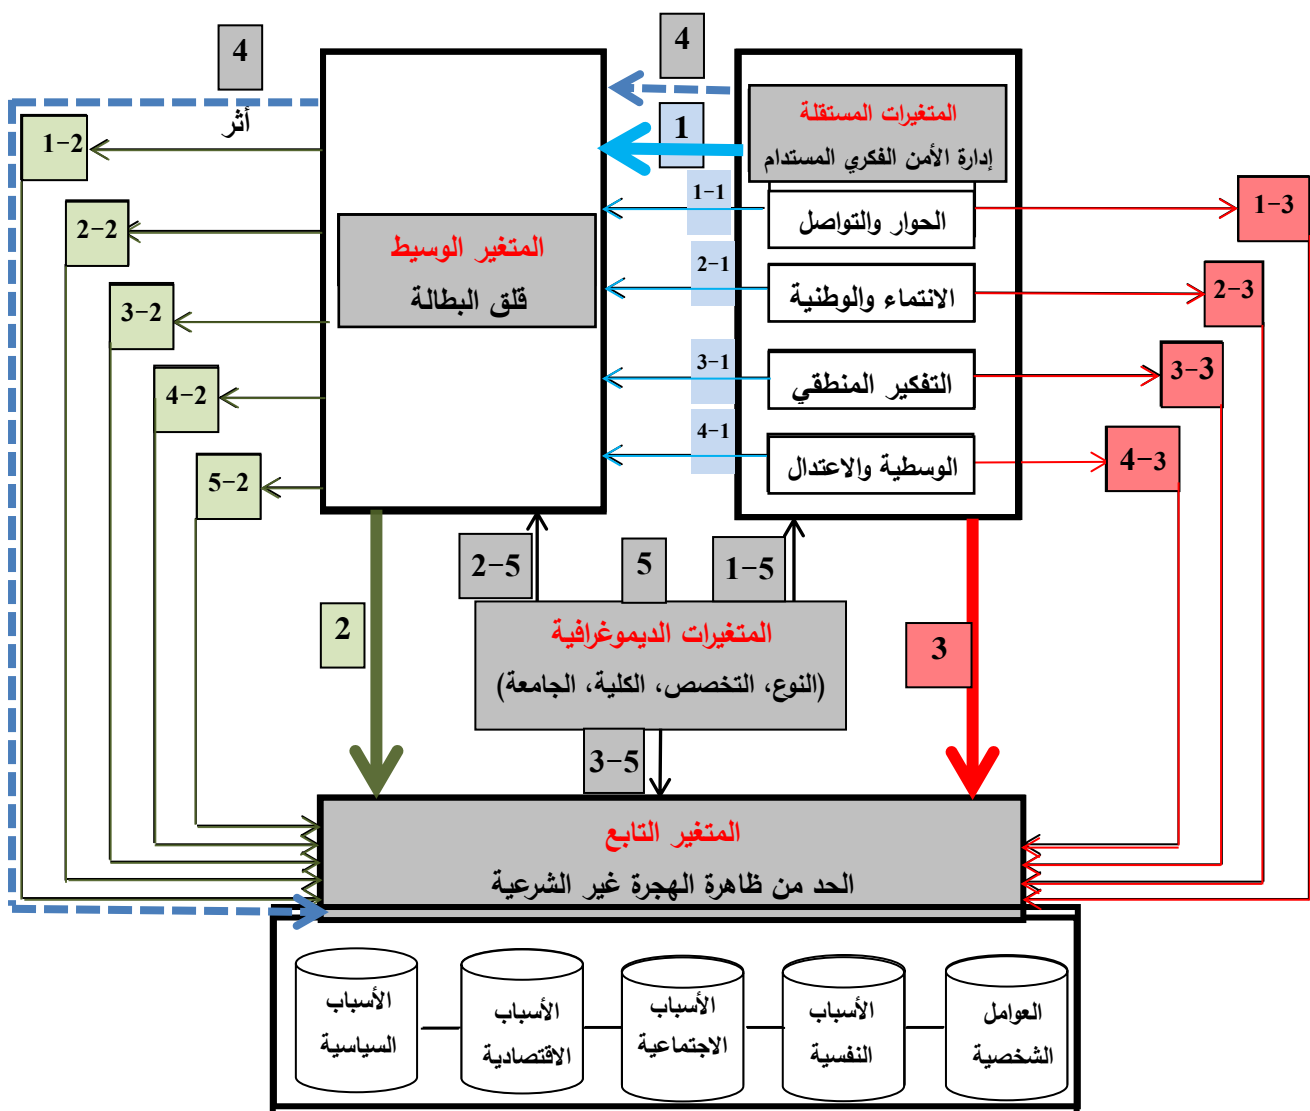 4
4
المتغيرات المستقلة
إدارة الأمن الفكري المستدام
1
أثر
1-2
1-1
الحوار والتواصل
1-3
2-2
المتغير الوسيط
قلق البطالة
2-1
الانتماء والوطنية
2-3
3-2
3-1
التفكير المنطقي
3-3
4-2
4-1
الوسطية والاعتدال
4-3
5-2
1-5
5
2-5
المتغيرات الديموغرافية
(النوع، التخصص، الكلية، الجامعة)
3
2
3-5
المتغير التابع
الحد من ظاهرة الهجرة غير الشرعية
العوامل
الشخصية
الأسباب
النفسية
الأسباب
الاجتماعية
الأسباب
الاقتصادية
الأسباب
السياسية